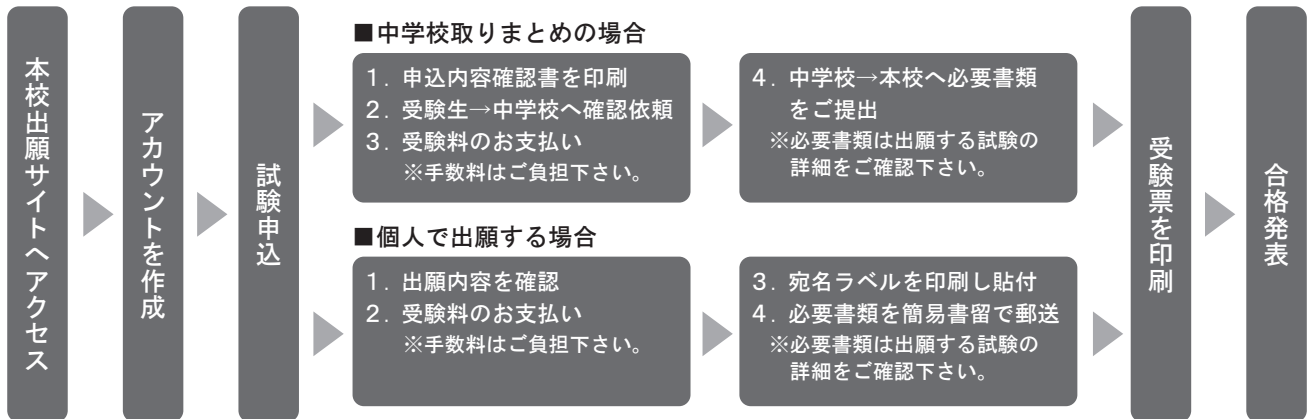 本校出願サイトへアクセス
アカウントを作成
試験申込
■中学校取りまとめの場合
1. 申込内容確認書を印刷
2. 受験生→中学校へ確認依頼
3. 受験料のお支払い
※手数料はご負担下さい。
4. 中学校→本校へ必要書類
をご提出
※必要書類は出願する試験の
詳細をご確認下さい。
■個人で出願する場合
1. 出願内容を確認
2. 受験料のお支払い
※手数料はご負担下さい。
3. 宛名ラベルを印刷し貼付
4. 必要書類を簡易書留で郵送
※必要書類は出願する試験の
詳細をご確認下さい。
受験票を印刷
合格発表